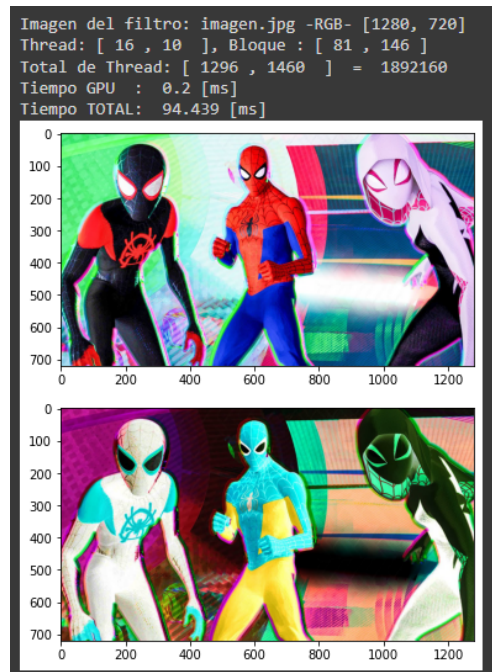 Imagen del filtro: imagen.jpg -RGB- [1280, 720]
Thread: [ 16 , 10  ], Bloque : [ 81 , 146 ]
Total de Thread: [ 1296 , 1460  ]  =  1892160
Tiempo GPU  :  0.2 [ms]
Tiempo TOTAL:  94.439 [ms]
0
100
200
300
400
500
600
700
0 200 400 600 800 1000 1200
0
100
200
300
400
500
600
700
0 200 400 600 800 1000 1200